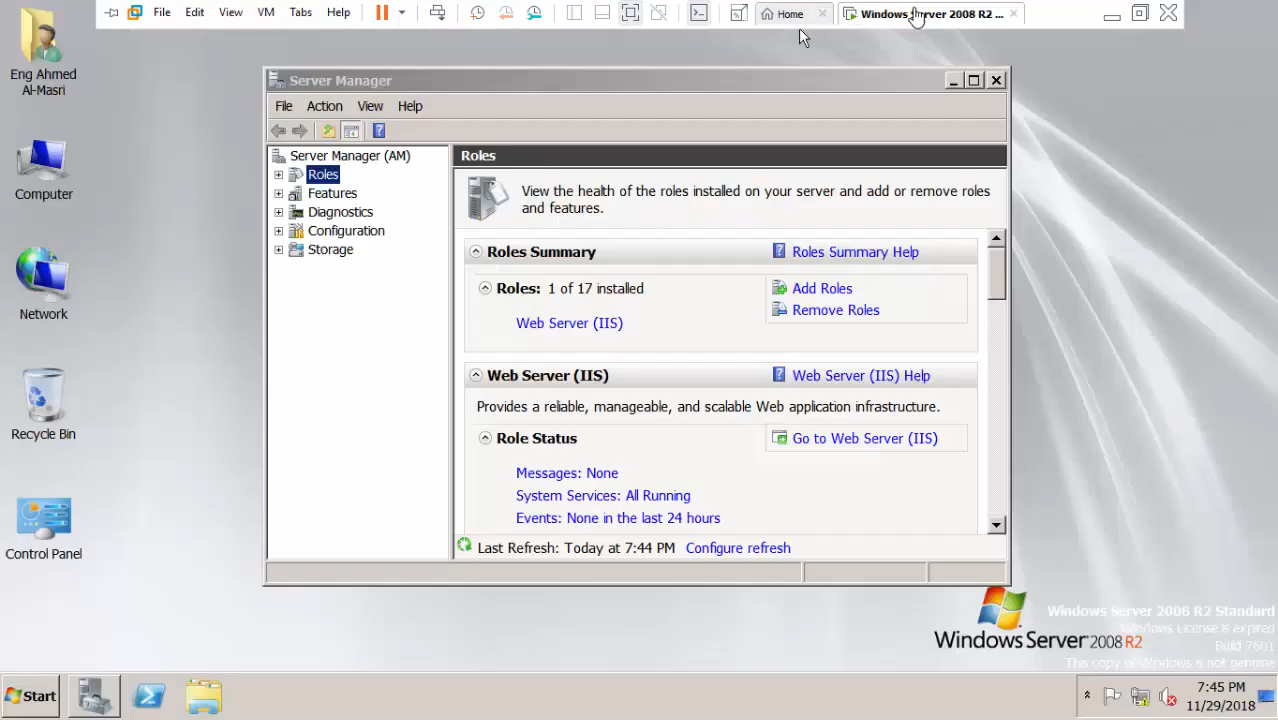 File Edit View VM Tabs Help
Home
Windows Server 2008 R2 ...
Eng Ahmed
Al-Masri
Computer
Network
Recycle Bin
Control Panel
Server Manager
File Action View Help
Server Manager (AM)
Roles
Features
Diagnostics
Configuration
Storage
Roles
View the health of the roles installed on your server and add or remove roles
and features.
Roles Summary
Roles Summary Help
Roles: 1 of 17 installed
Add Roles
Remove Roles
Web Server (IIS)
Web Server (IIS)
Web Server (IIS) Help
Provides a reliable, manageable, and scalable Web application infrastructure.
Role Status
Go to Web Server (IIS)
Messages: None
System Services: All Running
Events: None in the last 24 hours
Last Refresh: Today at 7:44 PM Configure refresh
Windows Server 2008 R2 Standard
Windows License is expired
Build 7601
This copy of Windows is not genuine
Windows Server 2008 R2
Start
7:45 PM
11/29/2018